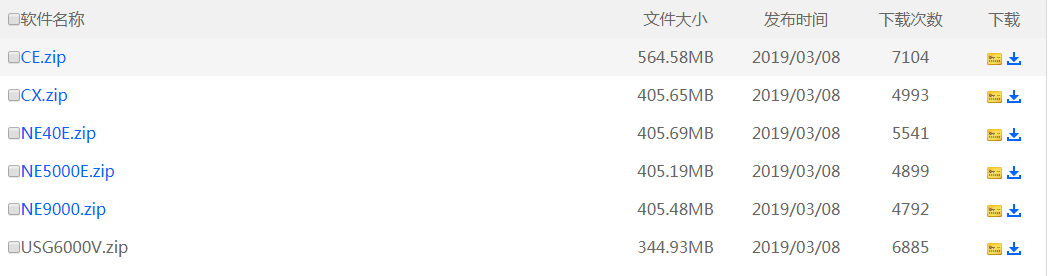 软件名称 文件大小 发布时间 下载次数 下载
CE.zip 564.58MB 2019/03/08 7104
CX.zip 405.65MB 2019/03/08 4993
NE40E.zip 405.69MB 2019/03/08 5541
NE5000E.zip 405.19MB 2019/03/08 4899
NE9000.zip 405.48MB 2019/03/08 4792
USG6000V.zip 344.93MB 2019/03/08 6885